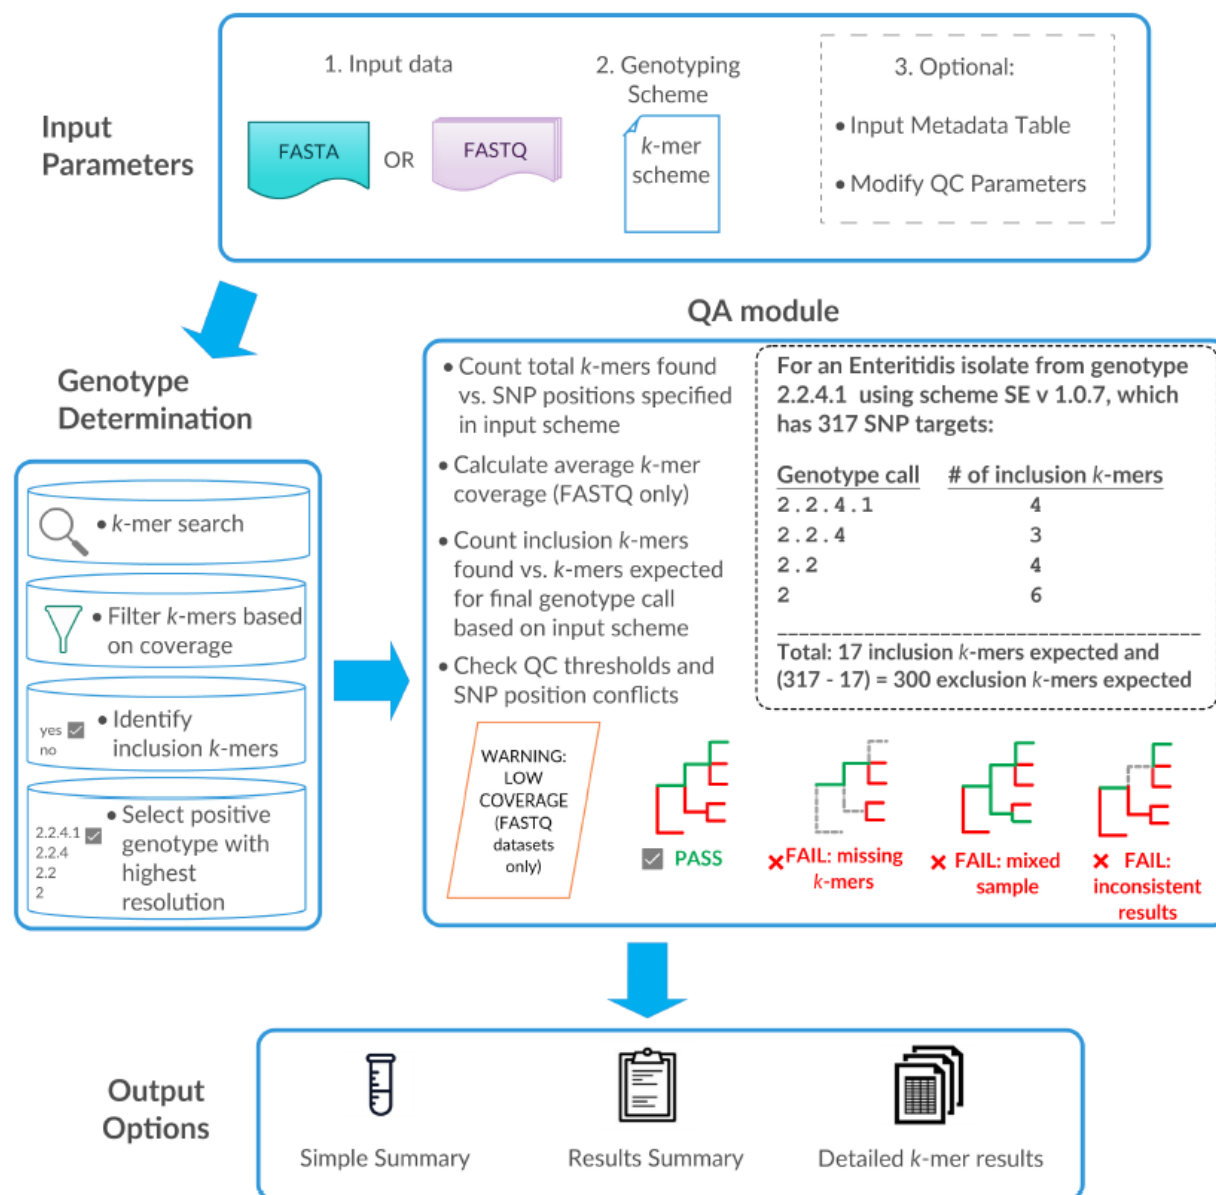 Input
Parameters
1. Input data
FASTA
OR
FASTQ
2. Genotyping
Scheme
k-mer
scheme
3. Optional:
• Input Metadata Table
• Modify QC Parameters
Genotype
Determination
• k-mer search
• Filter k-mers based
on coverage
yes
no
• Identify
inclusion k-mers
2.2.4.1
2.2.4
2.2
2
• Select positive
genotype with
highest
resolution
QA module
• Count total k-mers found
vs. SNP positions specified
in input scheme
• Calculate average k-mer
coverage (FASTQ only)
• Count inclusion k-mers
found vs. k-mers expected
for final genotype call
based on input scheme
• Check QC thresholds and
SNP position conflicts
For an Enteritidis isolate from genotype
2.2.4.1 using scheme SE v 1.0.7, which
has 317 SNP targets:
Genotype call # of inclusion k-mers
2.2.4.1 4
2.2.4 3
2.2 4
2 6
Total: 17 inclusion k-mers expected and
(317 - 17) = 300 exclusion k-mers expected
WARNING:
LOW
COVERAGE
(FASTQ
datasets
only)
PASS
FAIL: missing
k-mers
FAIL: mixed
sample
FAIL:
inconsistent
results
Output
Options
Simple Summary
Results Summary
Detailed k-mer results